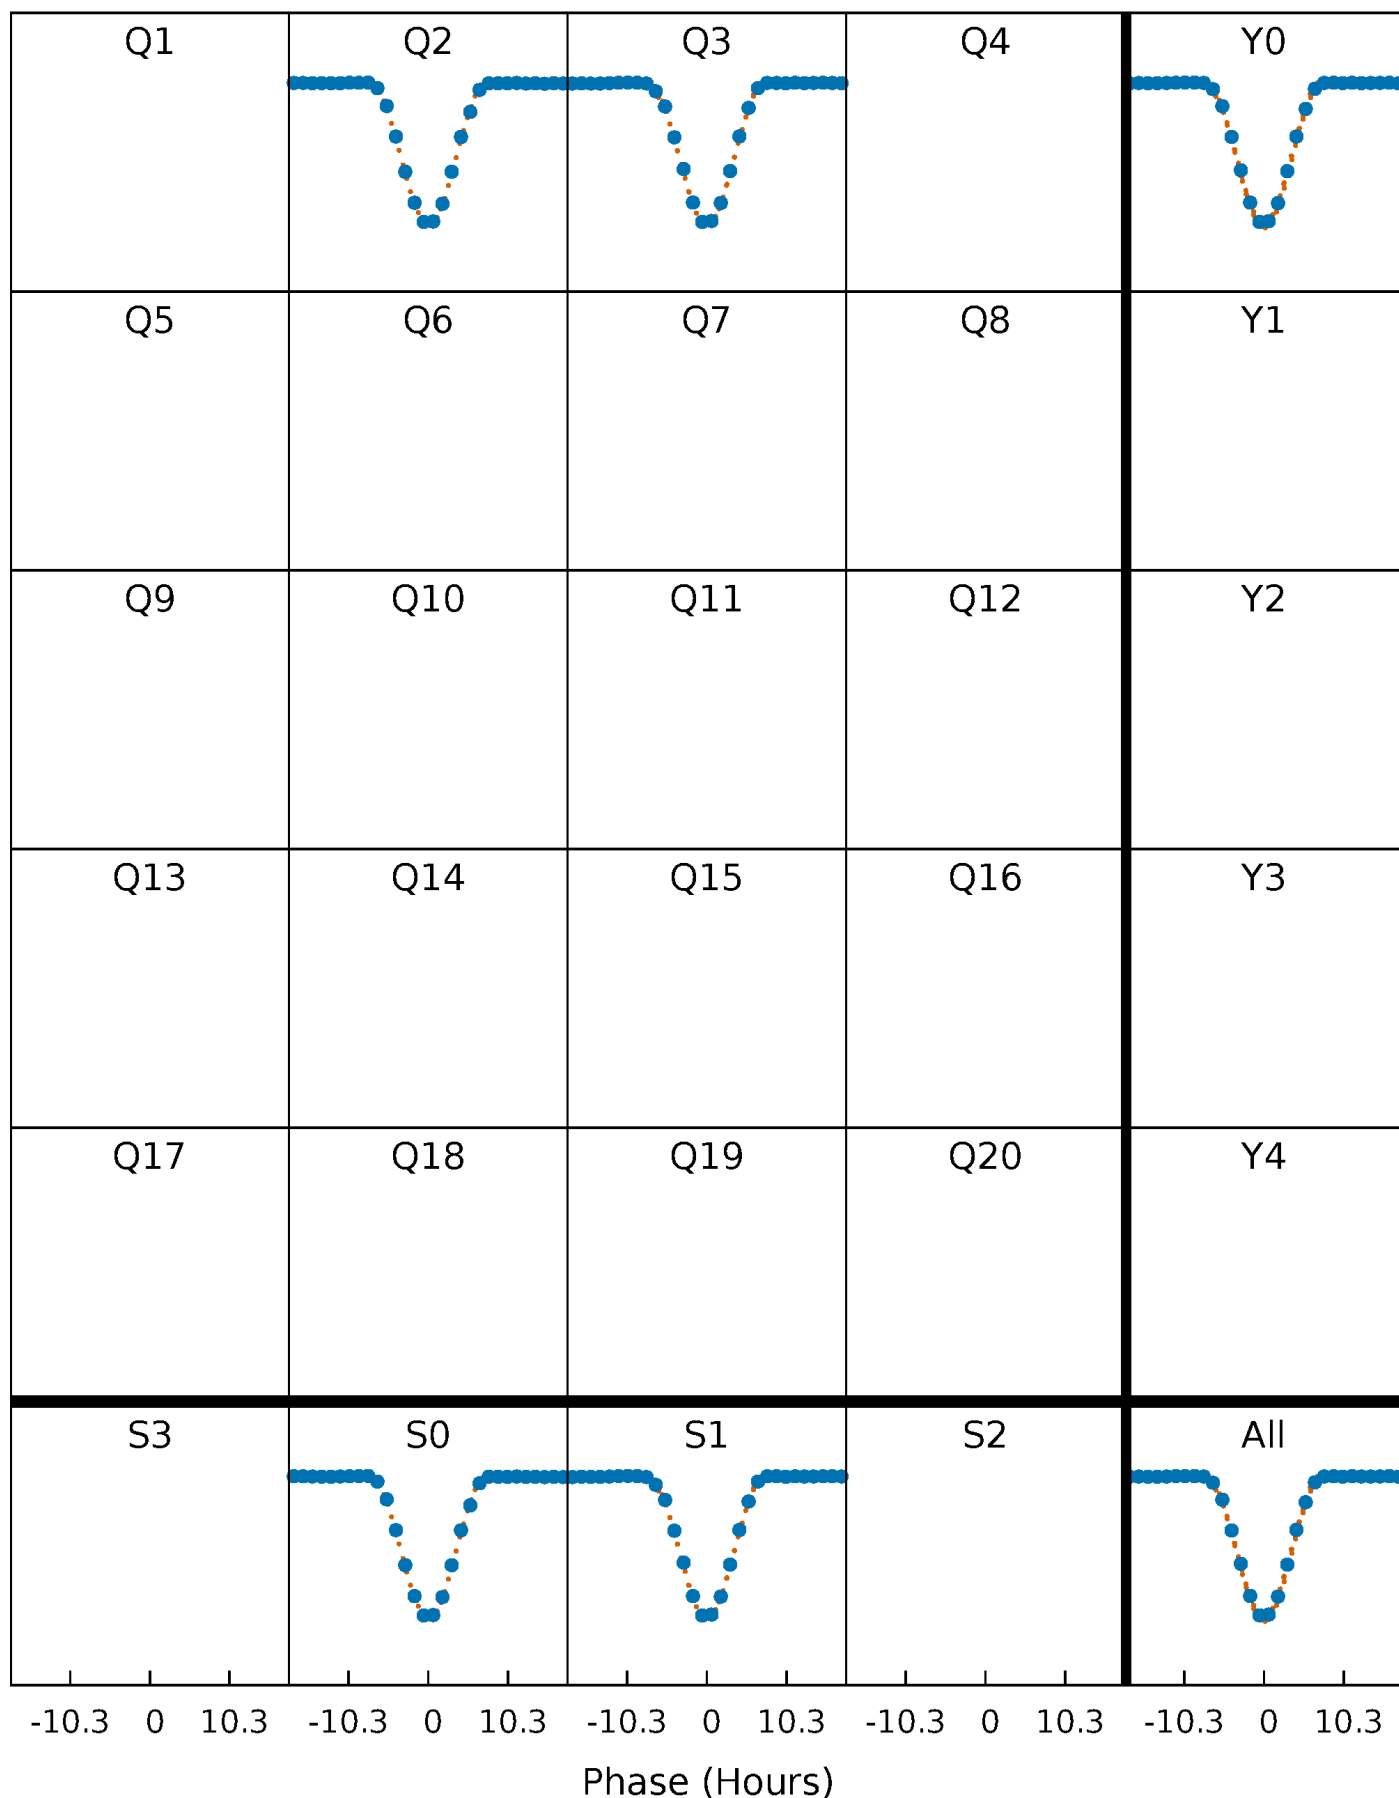 Q1 Q2 Q3 Q4 Y0
Q5 Q6 Q7 Q8 Y1
Q9 Q10 Q11 Q12 Y2
Q13 Q14 Q15 Q16 Y3
Q17 Q18 Q19 Q20 Y4
S3 S0 S1 S2 All
-10.3 0 10.3 -10.3 0 10.3 -10.3 0 10.3 -10.3 0 10.3 -10.3 0 10.3
Phase (Hours)